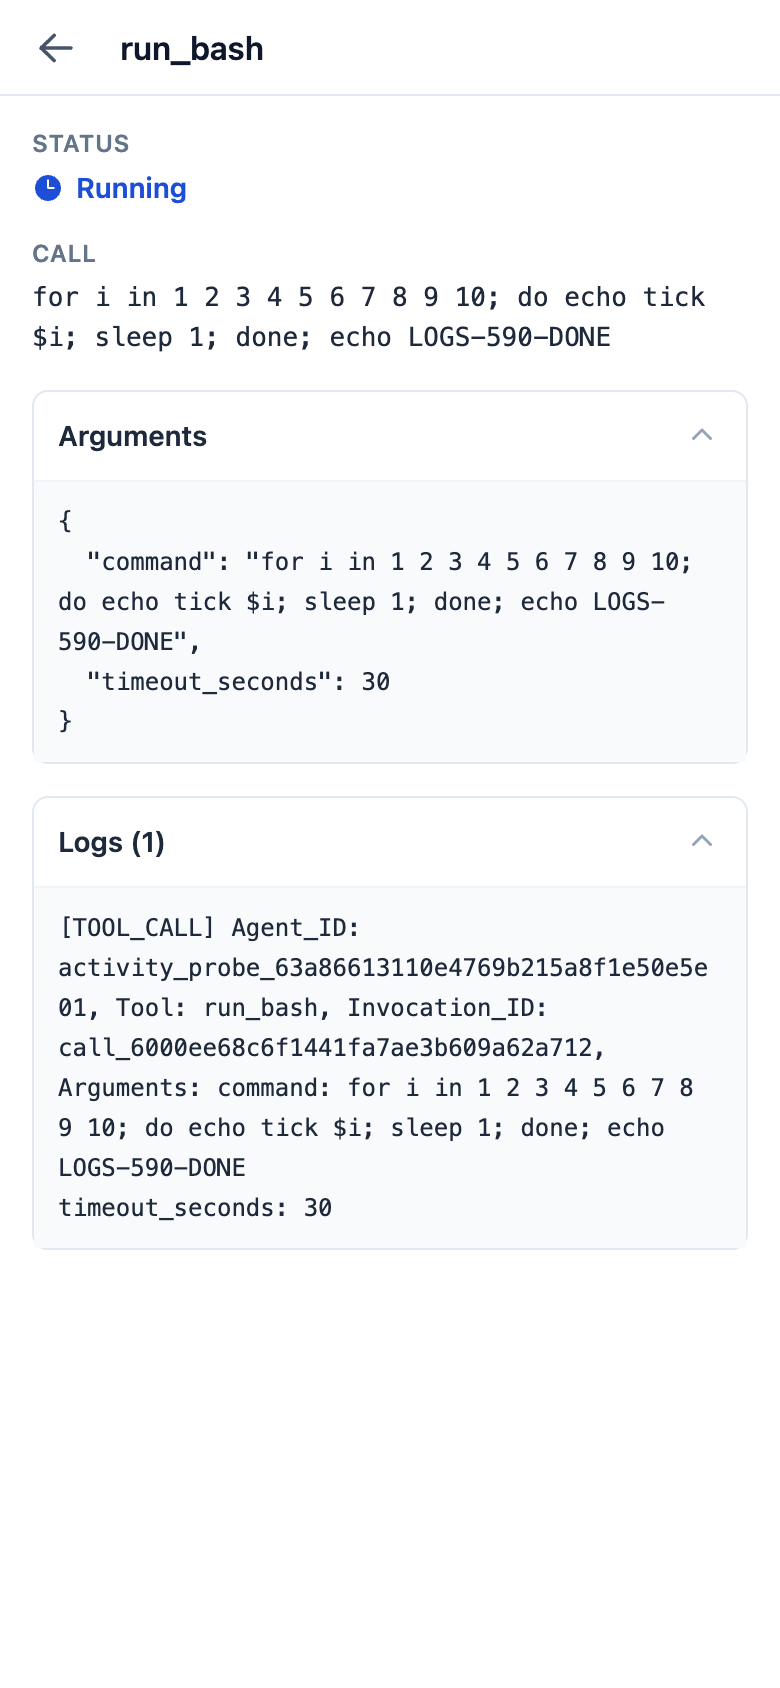 run_bash
STATUS
Running
CALL
for i in 1 2 3 4 5 6 7 8 9 10; do echo tick
$i; sleep 1; done; echo LOGS-590-DONE
Arguments
{
  "command": "for i in 1 2 3 4 5 6 7 8 9 10;
do echo tick $i; sleep 1; done; echo LOGS-
590-DONE",
  "timeout_seconds": 30
}
Logs (1)
[TOOL_CALL] Agent_ID:
activity_probe_63a86613110e4769b215a8f1e50e5e
01, Tool: run_bash, Invocation_ID:
call_6000ee68c6f1441fa7ae3b609a62a712,
Arguments: command: for i in 1 2 3 4 5 6 7 8
9 10; do echo tick $i; sleep 1; done; echo
LOGS-590-DONE
timeout_seconds: 30